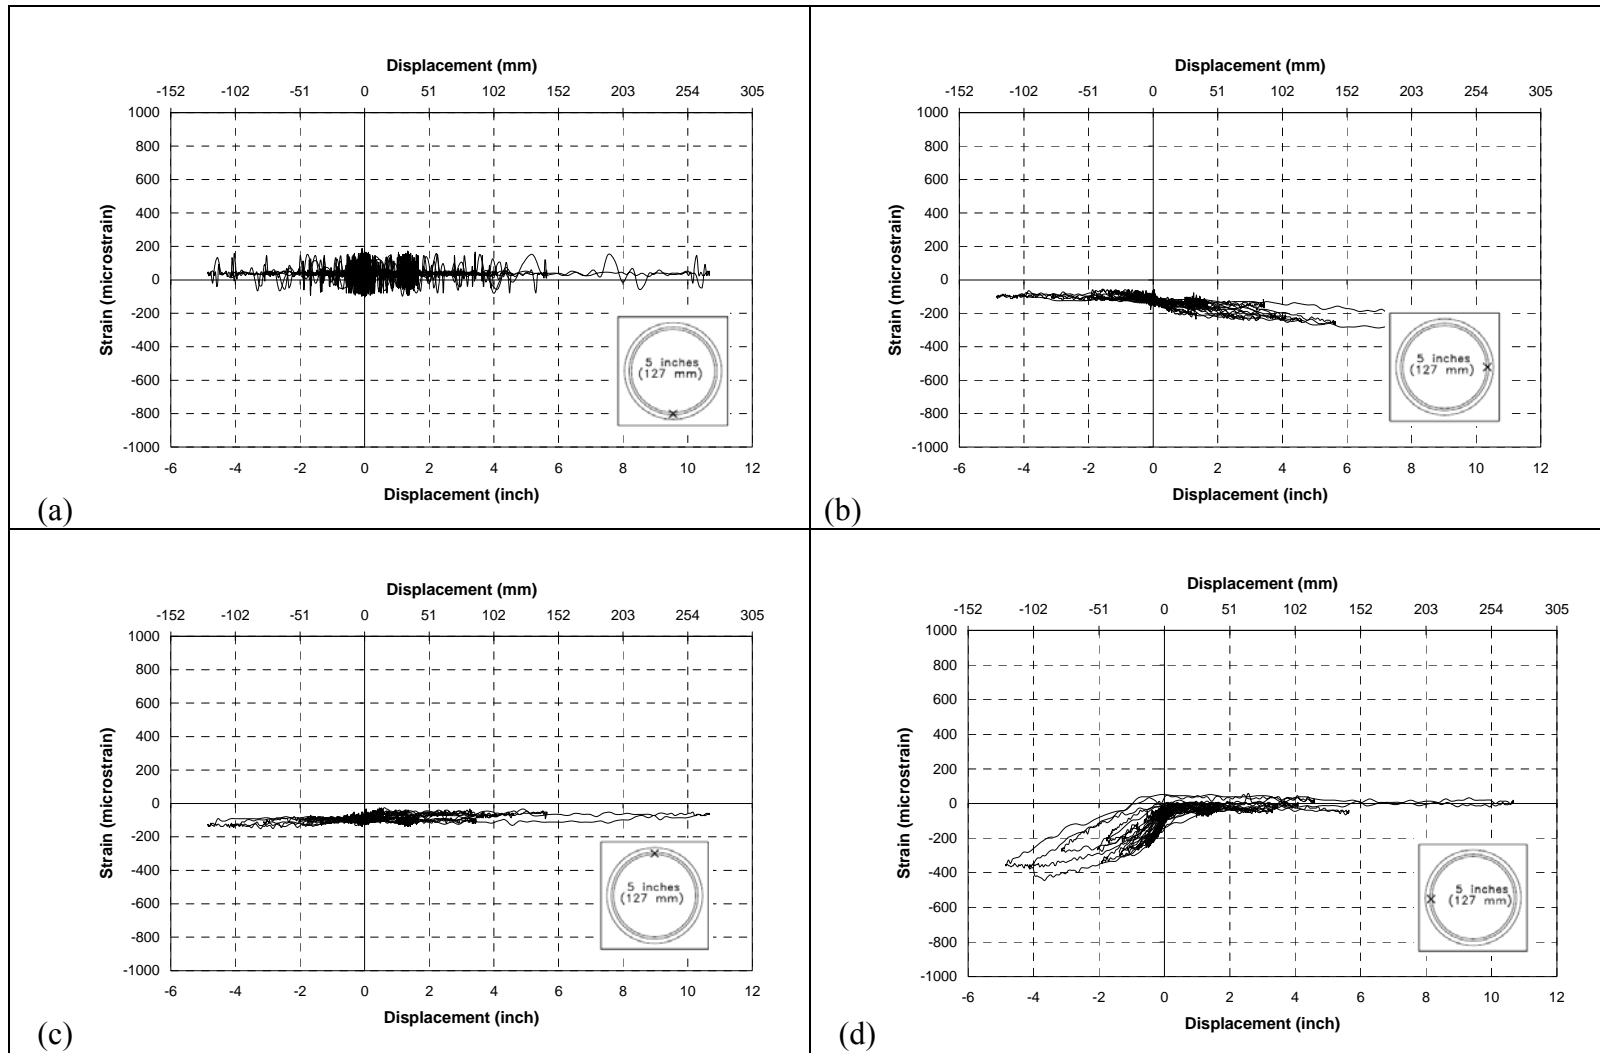 Displacement (mm)
-152 -102 -51 0 51 102 152 203 254 305
1000
800
600
400
200
0
-200
-400
-600
-800
-1000
Strain (microstrain)
5 inches
(127 mm)
-6 -4 -2 0 2 4 6 8 10 12
Displacement (inch)
(a)
Displacement (mm)
-152 -102 -51 0 51 102 152 203 254 305
1000
800
600
400
200
0
-200
-400
-600
-800
-1000
Strain (microstrain)
5 inches
(127 mm)
-6 -4 -2 0 2 4 6 8 10 12
Displacement (inch)
(b)
Displacement (mm)
-152 -102 -51 0 51 102 152 203 254 305
1000
800
600
400
200
0
-200
-400
-600
-800
-1000
Strain (microstrain)
5 inches
(127 mm)
-6 -4 -2 0 2 4 6 8 10 12
Displacement (inch)
(c)
Displacement (mm)
-152 -102 -51 0 51 102 152 203 254 305
1000
800
600
400
200
0
-200
-400
-600
-800
-1000
Strain (microstrain)
5 inches
(127 mm)
-6 -4 -2 0 2 4 6 8 10 12
Displacement (inch)
(d)